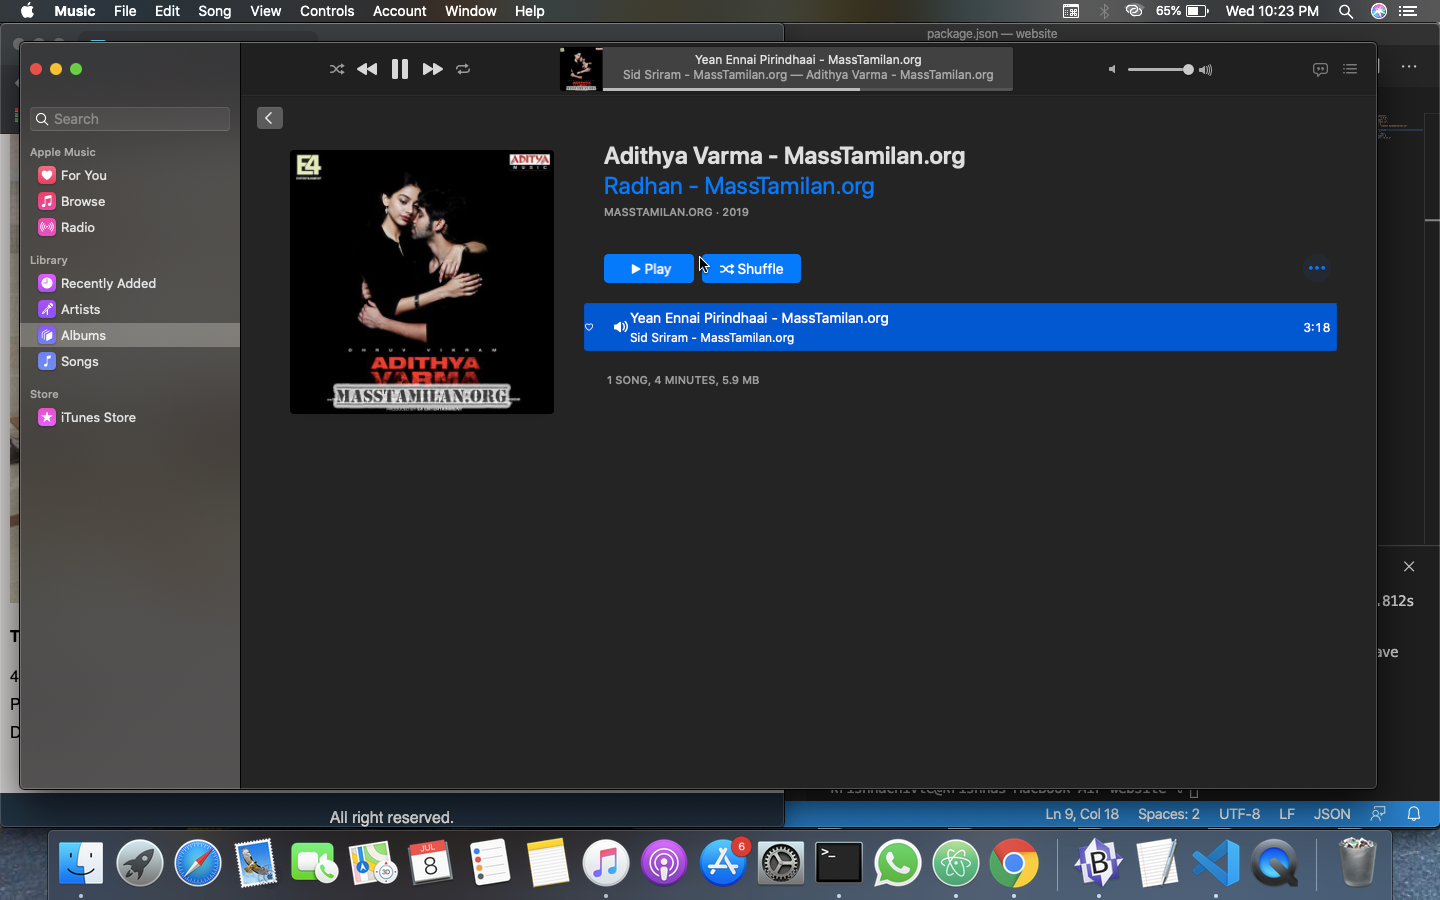 Music File Edit Song View Controls Account Window Help
65% Wed 10:23 PM
package.json — website
Yean Ennai Pirindhaai - MassTamilan.org
Sid Sriram - MassTamilan.org — Adithya Varma - MassTamilan.org
Search
Apple Music
For You
Browse
Radio
Library
Recently Added
Artists
Albums
Songs
Store
iTunes Store
E4
ADITYA
MUSIC
DHRUV VIKRAM
ADITHYA
VARMA
MASSTAMILAN.ORG
Adithya Varma - MassTamilan.org
Radhan - MassTamilan.org
MASSTAMILAN.ORG · 2019
Play
Shuffle
Yean Ennai Pirindhaai - MassTamilan.org
Sid Sriram - MassTamilan.org
3:18
1 SONG, 4 MINUTES, 5.9 MB
.812s
ave
T
4
P
D
All right reserved.
Ln 9, Col 18 Spaces: 2 UTF-8 LF JSON
JUL
8
3D
6
>_
B